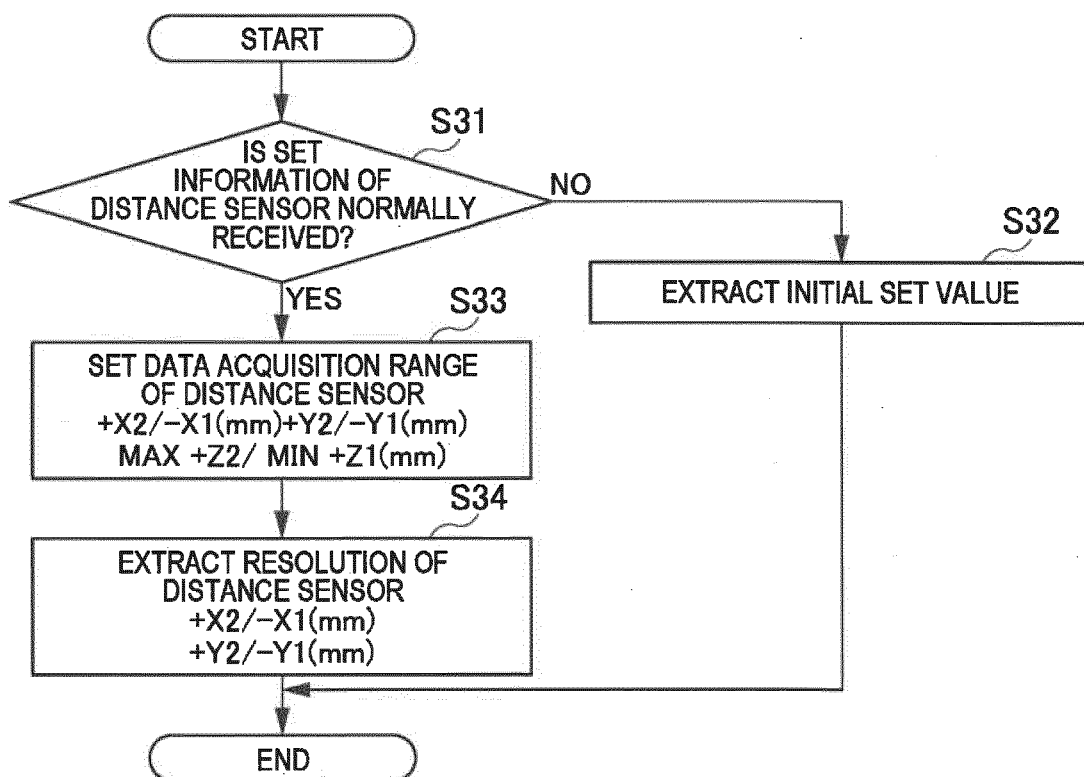 START
S31
IS SET
INFORMATION OF
DISTANCE SENSOR NORMALLY
RECEIVED?
NO
YES
S32
EXTRACT INITIAL SET VALUE
S33
SET DATA ACQUISITION RANGE
OF DISTANCE SENSOR
+X2/−X1(mm)+Y2/−Y1(mm)
MAX +Z2/ MIN +Z1(mm)
S34
EXTRACT RESOLUTION OF
DISTANCE SENSOR
+X2/−X1(mm)
+Y2/−Y1(mm)
END